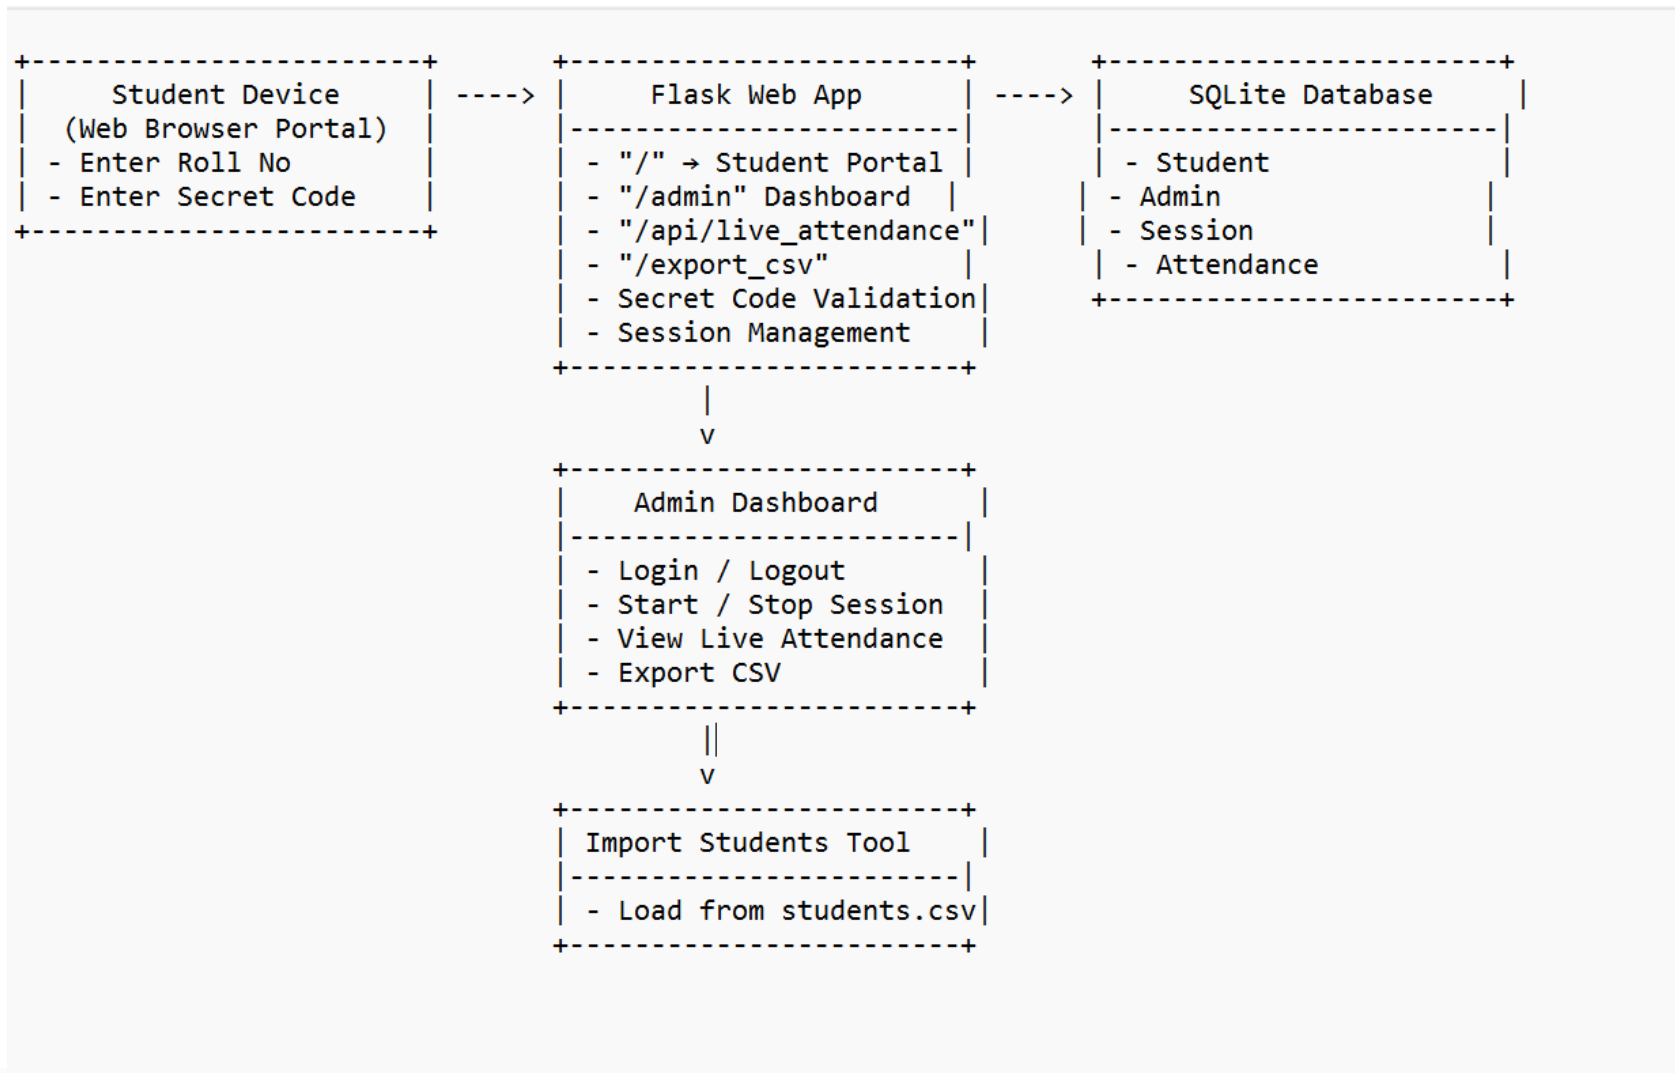 +------------------------+       +------------------------+       +------------------------+
|     Student Device     | ----> |     Flask Web App      | ----> |     SQLite Database     |
|  (Web Browser Portal)  |       |------------------------|       |------------------------|
| - Enter Roll No        |       | - "/" → Student Portal |       | - Student              |
| - Enter Secret Code    |       | - "/admin" Dashboard  |       | - Admin                |
+------------------------+       | - "/api/live_attendance"|     | - Session              |
                                 | - "/export_csv"        |       | - Attendance           |
                                 | - Secret Code Validation|      +------------------------+
                                 | - Session Management    |
                                 +------------------------+
                                          |
                                          v
                                 +------------------------+
                                 |    Admin Dashboard      |
                                 |------------------------|
                                 | - Login / Logout        |
                                 | - Start / Stop Session  |
                                 | - View Live Attendance  |
                                 | - Export CSV            |
                                 +------------------------+
                                          |
                                          v
                                 +------------------------+
                                 | Import Students Tool    |
                                 |------------------------|
                                 | - Load from students.csv|
                                 +------------------------+